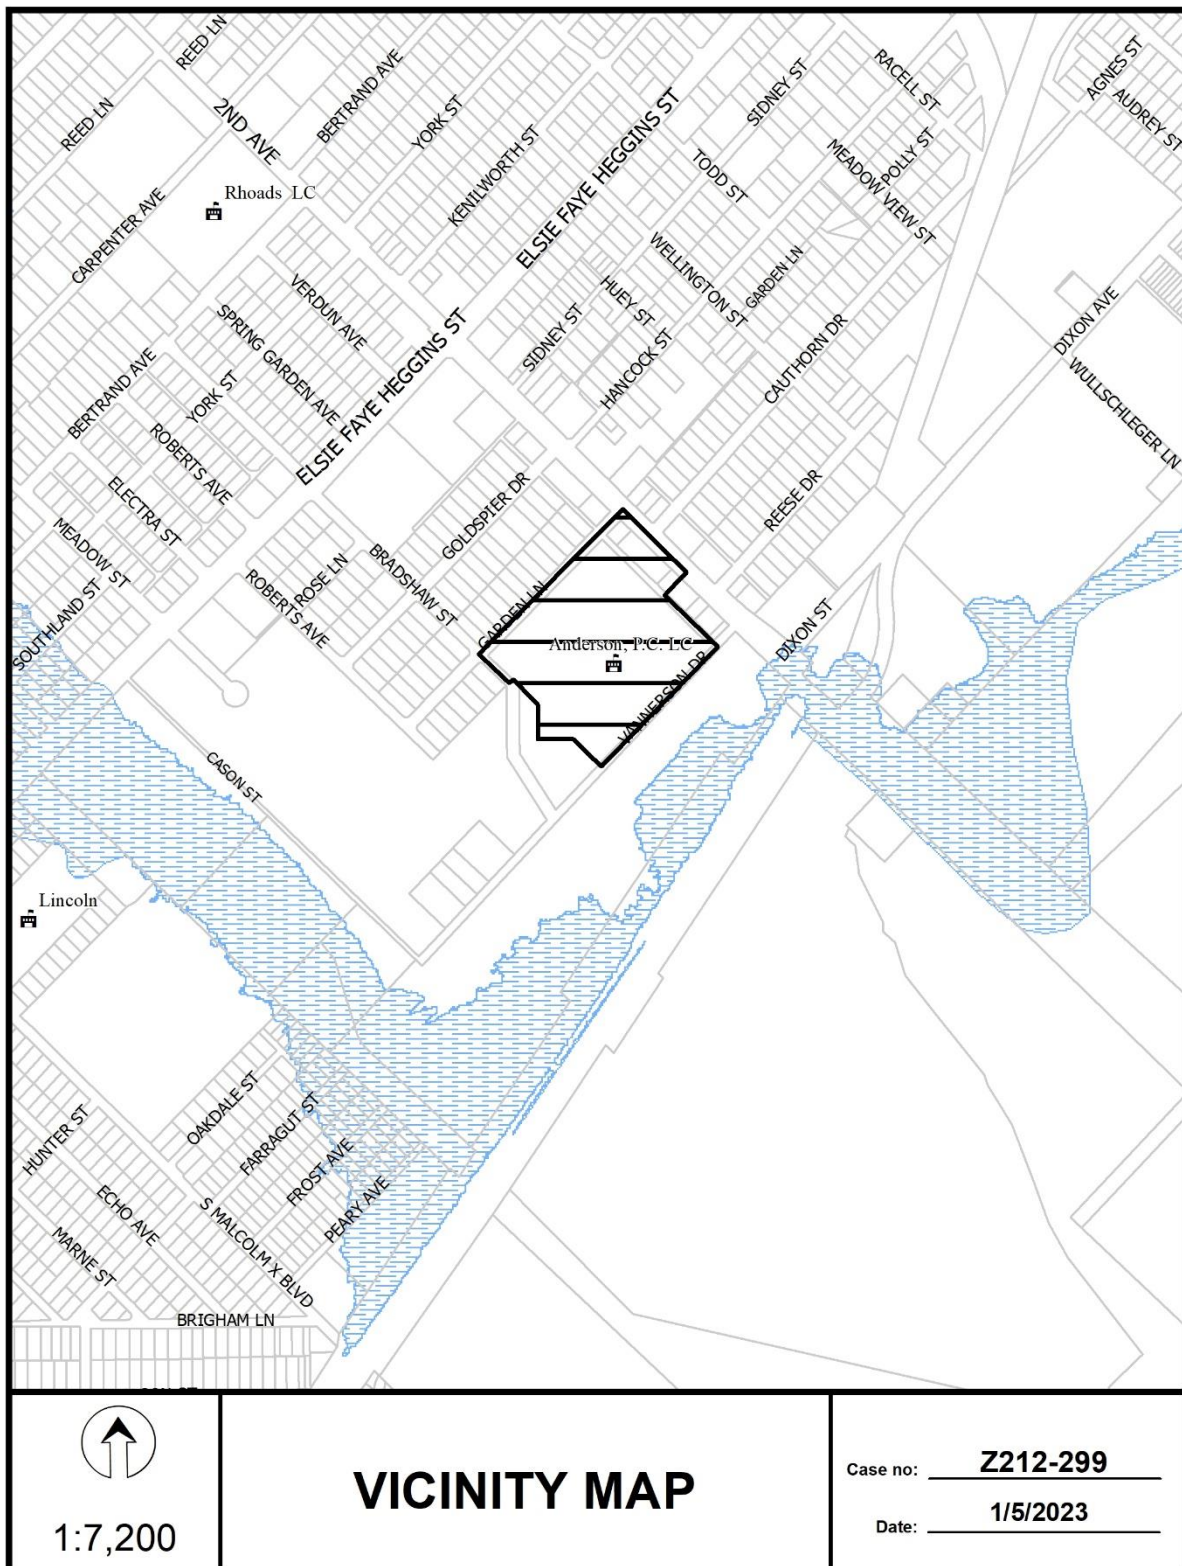 REED LN
RACELL ST
AGNES ST
BERTRAND AVE
SIDNEY ST
2ND AVE
YORK ST
AUDREY ST
REED LN
ELSIE FAYE HEGGINS ST
KENILWORTH ST
POLLY ST
TODD ST
MEADOW VIEW ST
Rhoads LC
CARPENTER AVE
WELLINGTON ST
GARDEN LN
VERDUN AVE
HUEY ST
DIXON AVE
SPRING GARDEN AVE
SIDNEY ST
ELSIE FAYE HEGGINS ST
HANCOCK ST
CAUTHORN DR
BERTRAND AVE
YORK ST
WULLSCHLEGER LN
ROBERTS AVE
ELECTRA ST
GOLDSPIER DR
REESE DR
MEADOW ST
ROSE LN
BRADSHAW ST
ROBERTS AVE
GARDEN LN
SOUTHLAND ST
DIXON ST
Anderson, P.C. LC
VANNERSON DR
CASON ST
Lincoln
OAKDALE ST
FARRAGUT ST
HUNTER ST
FROST AVE
ECHO AVE
PEARY AVE
S MALCOLM X BLVD
MARNE ST
BRIGHAM LN
1:7,200
VICINITY MAP
Case no: Z212-299
Date: 1/5/2023